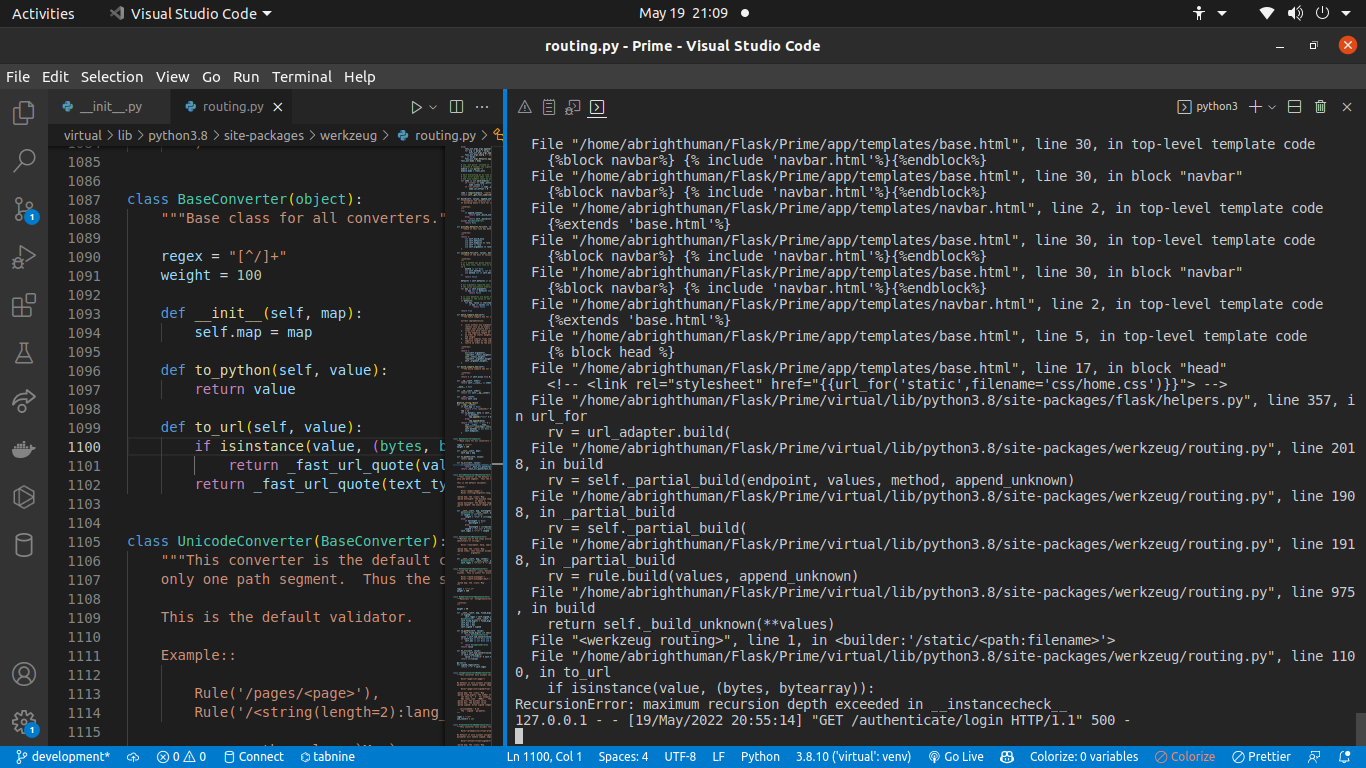 Activities
Visual Studio Code
May 19 21:09
routing.py - Prime - Visual Studio Code
File Edit Selection View Go Run Terminal Help
__init__.py
routing.py
python3
virtual > lib > python3.8 > site-packages > werkzeug > routing.py >
1085
1086
1087 class BaseConverter(object):
1088 """Base class for all converters."
1089
1090 regex = "[^/]+"
1091 weight = 100
1092
1093 def __init__(self, map):
1094 self.map = map
1095
1096 def to_python(self, value):
1097 return value
1098
1099 def to_url(self, value):
1100 if isinstance(value, (bytes, b
1101 return _fast_url_quote(val
1102 return _fast_url_quote(text_ty
1103
1104
1105 class UnicodeConverter(BaseConverter):
1106 """This converter is the default c
1107 only one path segment. Thus the s
1108
1109 This is the default validator.
1110
1111 Example::
1112
1113 Rule('/pages/<page>'),
1114 Rule('/<string(length=2):lang_
1115
File "/home/abrighthuman/Flask/Prime/app/templates/base.html", line 30, in top-level template code
{%block navbar%} {% include 'navbar.html'%}{%endblock%}
File "/home/abrighthuman/Flask/Prime/app/templates/base.html", line 30, in block "navbar"
{%block navbar%} {% include 'navbar.html'%}{%endblock%}
File "/home/abrighthuman/Flask/Prime/app/templates/navbar.html", line 2, in top-level template code
{%extends 'base.html'%}
File "/home/abrighthuman/Flask/Prime/app/templates/base.html", line 30, in top-level template code
{%block navbar%} {% include 'navbar.html'%}{%endblock%}
File "/home/abrighthuman/Flask/Prime/app/templates/base.html", line 30, in block "navbar"
{%block navbar%} {% include 'navbar.html'%}{%endblock%}
File "/home/abrighthuman/Flask/Prime/app/templates/navbar.html", line 2, in top-level template code
{%extends 'base.html'%}
File "/home/abrighthuman/Flask/Prime/app/templates/base.html", line 5, in top-level template code
{% block head %}
File "/home/abrighthuman/Flask/Prime/app/templates/base.html", line 17, in block "head"
<!-- <link rel="stylesheet" href="{{url_for('static',filename='css/home.css')}}"> -->
File "/home/abrighthuman/Flask/Prime/virtual/lib/python3.8/site-packages/flask/helpers.py", line 357, i
n url_for
rv = url_adapter.build(
File "/home/abrighthuman/Flask/Prime/virtual/lib/python3.8/site-packages/werkzeug/routing.py", line 201
8, in build
rv = self._partial_build(endpoint, values, method, append_unknown)
File "/home/abrighthuman/Flask/Prime/virtual/lib/python3.8/site-packages/werkzeug/routing.py", line 190
8, in _partial_build
rv = self._partial_build(
File "/home/abrighthuman/Flask/Prime/virtual/lib/python3.8/site-packages/werkzeug/routing.py", line 191
8, in _partial_build
rv = rule.build(values, append_unknown)
File "/home/abrighthuman/Flask/Prime/virtual/lib/python3.8/site-packages/werkzeug/routing.py", line 975
, in build
return self._build_unknown(**values)
File "<werkzeug routing>", line 1, in <builder:'/static/<path:filename>'>
File "/home/abrighthuman/Flask/Prime/virtual/lib/python3.8/site-packages/werkzeug/routing.py", line 110
0, in to_url
if isinstance(value, (bytes, bytearray)):
RecursionError: maximum recursion depth exceeded in __instancecheck__
127.0.0.1 - - [19/May/2022 20:55:14] "GET /authenticate/login HTTP/1.1" 500 -
1
1
development* 0 0 Connect tabnine Ln 1100, Col 1 Spaces: 4 UTF-8 LF Python 3.8.10 ('virtual': venv) Go Live Colorize: 0 variables Colorize Prettier